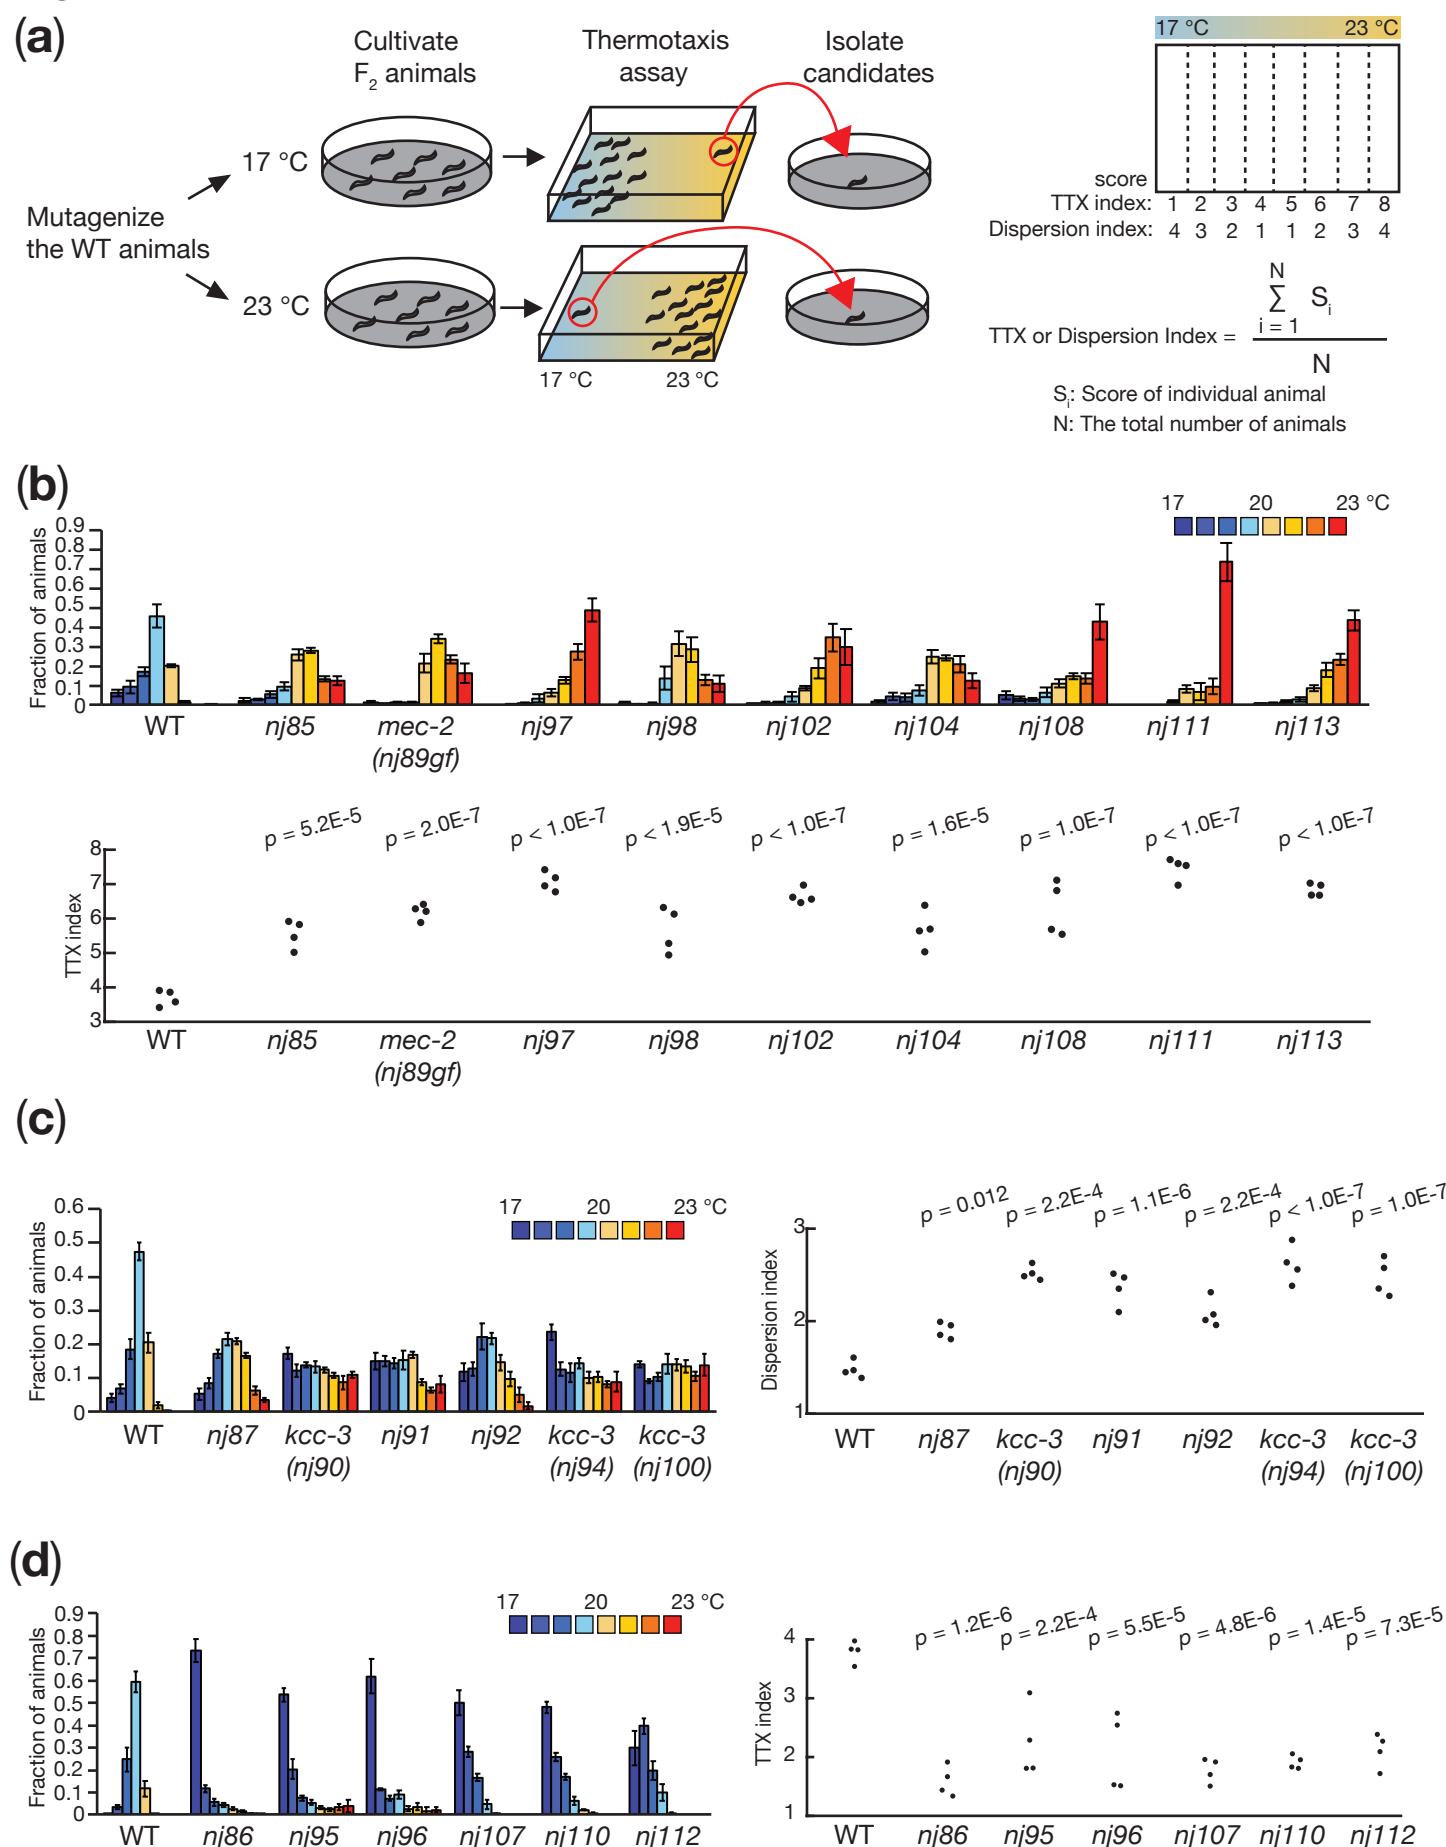 (a)
Cultivate
F2 animals
Thermotaxis
assay
Isolate
candidates
17 °C
23 °C
Mutagenize
the WT animals
17 °C
23 °C
17 °C
23 °C
score
TTX index: 1 2 3 4 5 6 7 8
Dispersion index: 4 3 2 1 1 2 3 4
TTX or Dispersion Index =
N
∑ Si
i = 1
N
Si: Score of individual animal
N: The total number of animals
(b)
17 20 23 °C
Fraction of animals
0.9
0.8
0.7
0.6
0.5
0.4
0.3
0.2
0.1
0
WT nj85 mec-2 nj97 nj98 nj102 nj104 nj108 nj111 nj113
(nj89gf)
p = 5.2E-5 p = 2.0E-7 p < 1.0E-7 p < 1.9E-5 p < 1.0E-7 p = 1.6E-5 p = 1.0E-7 p < 1.0E-7 p < 1.0E-7
TTX index
8
7
6
5
4
3
WT nj85 mec-2 nj97 nj98 nj102 nj104 nj108 nj111 nj113
(nj89gf)
(c)
17 20 23 °C
Fraction of animals
0.6
0.5
0.4
0.3
0.2
0.1
0
WT nj87 kcc-3 nj91 nj92 kcc-3 kcc-3
(nj90) (nj94) (nj100)
p = 0.012 p = 2.2E-4 p = 1.1E-6 p = 2.2E-4 p < 1.0E-7 p = 1.0E-7
Dispersion index
3
2
1
WT nj87 kcc-3 nj91 nj92 kcc-3 kcc-3
(nj90) (nj94) (nj100)
(d)
17 20 23 °C
Fraction of animals
0.9
0.8
0.7
0.6
0.5
0.4
0.3
0.2
0.1
0
WT nj86 nj95 nj96 nj107 nj110 nj112
p = 1.2E-6 p = 2.2E-4 p = 5.5E-5 p = 4.8E-6 p = 1.4E-5 p = 7.3E-5
TTX index
4
3
2
1
WT nj86 nj95 nj96 nj107 nj110 nj112